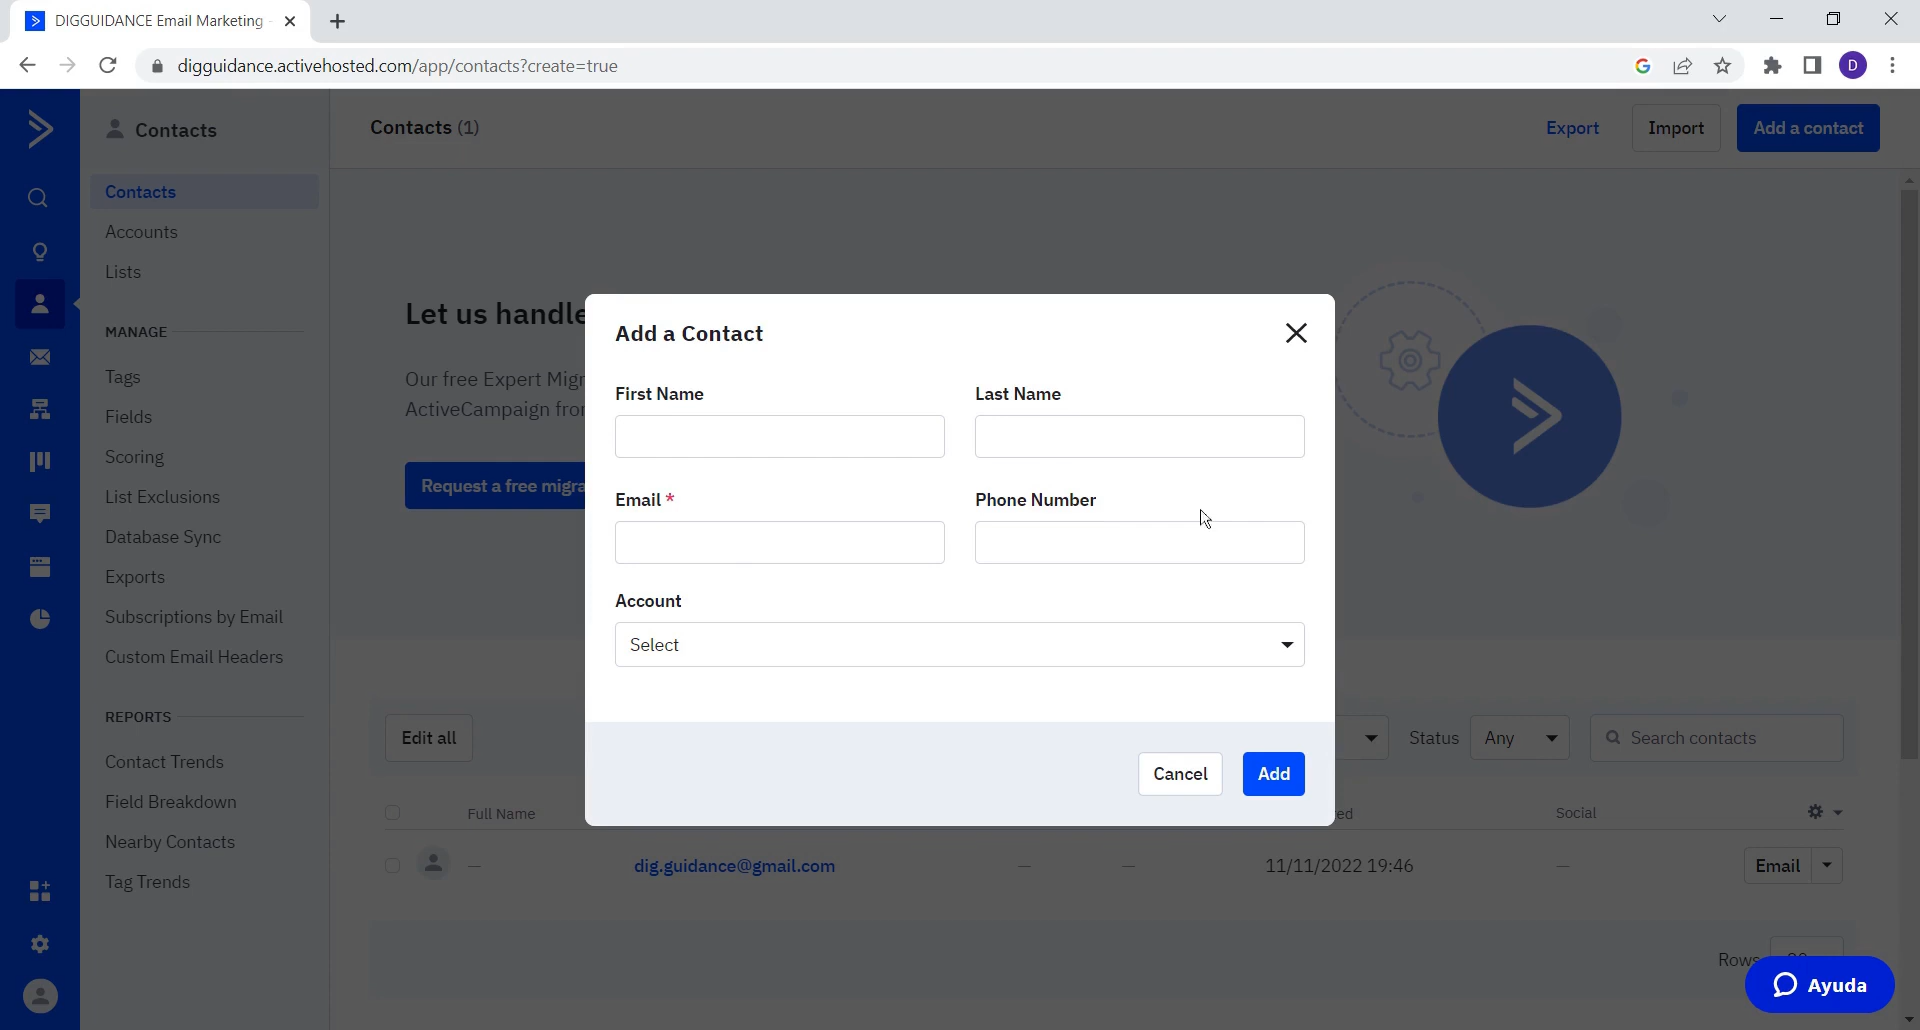 DIGGUIDANCE Email Marketing
digguidance.activehosted.com/app/contacts?create=true
D
Contacts
Contacts (1)
Export
Import
Add a contact
Contacts
Accounts
Lists
MANAGE
Tags
Fields
Scoring
List Exclusions
Database Sync
Exports
Subscriptions by Email
Custom Email Headers
REPORTS
Contact Trends
Field Breakdown
Nearby Contacts
Tag Trends
Let us handle
Our free Expert Migr
ActiveCampaign fro
Request a free migra
Add a Contact
First Name
Last Name
Email *
Phone Number
Account
Select
Cancel
Add
Edit all
Status
Any
Search contacts
Full Name
ed
Social
—
dig.guidance@gmail.com
—
—
11/11/2022 19:46
—
Email
Rows
Ayuda